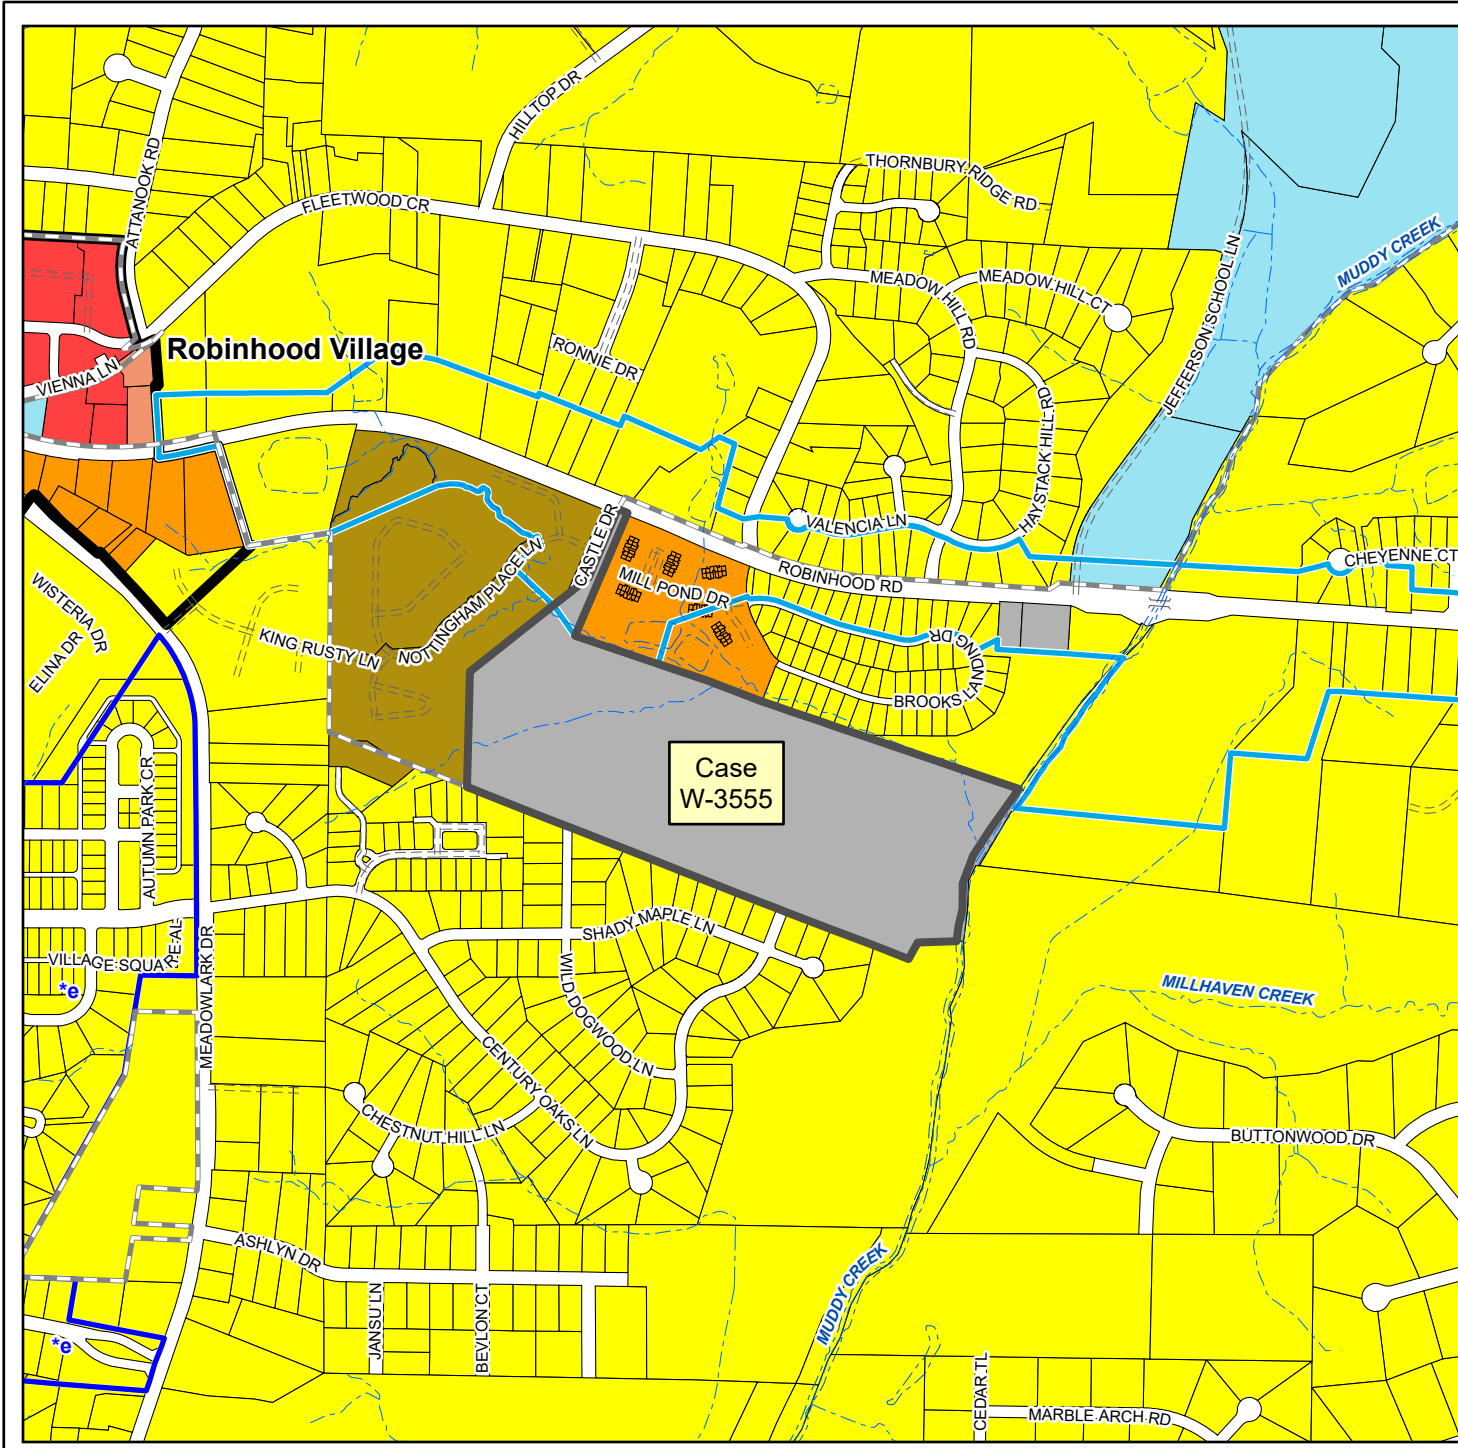 HILLTOP DR
ATTANOOK RD
THORNBURY RIDGE RD
FLEETWOOD CR
MUDDY CREEK
MEADOW HILL RD
MEADOW HILL CT
JEFFERSON SCHOOL LN
Robinhood Village
RONNIE DR
VIENNA LN
HAYSTACK HILL RD
VALENCIA LN
CASTLE DR
CHEYENNE CT
ROBINHOOD RD
MILL POND DR
NOTTINGHAM PLACE LN
WISTERIA DR
ELINA DR
KING RUSTY LN
BROOKS LANDING DR
Case
W-3555
AUTUMN PARK CR
SHADY MAPLE LN
VILLAGE SQUARE AL
*e
MEADOWLARK DR
WILD DOGWOOD LN
MILLHAVEN CREEK
CENTURY OAKS LN
CHESTNUT HILL LN
BUTTONWOOD DR
ASHLYN DR
MUDDY CREEK
JANSU LN
BEVLON CT
*e
CEDAR TL
MARBLE ARCH RD